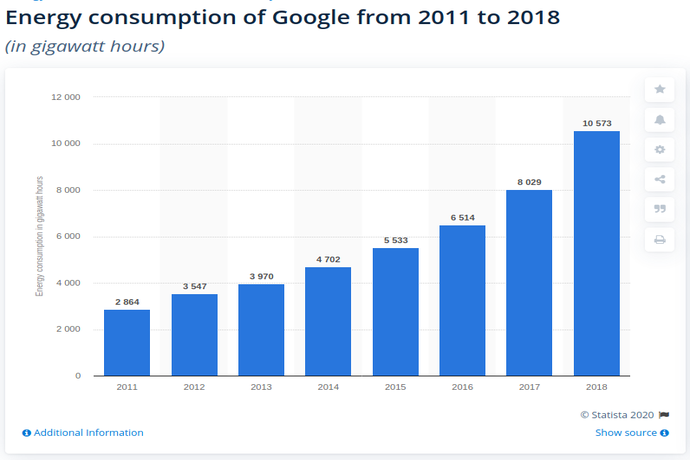 Energy consumption of Google from 2011 to 2018
(in gigawatt hours)
Energy consumption in gigawatt hours
12 000
10 000
8 000
6 000
4 000
2 000
0
2 864
3 547
3 970
4 702
5 533
6 514
8 029
10 573
2011 2012 2013 2014 2015 2016 2017 2018
© Statista 2020
Additional Information Show source